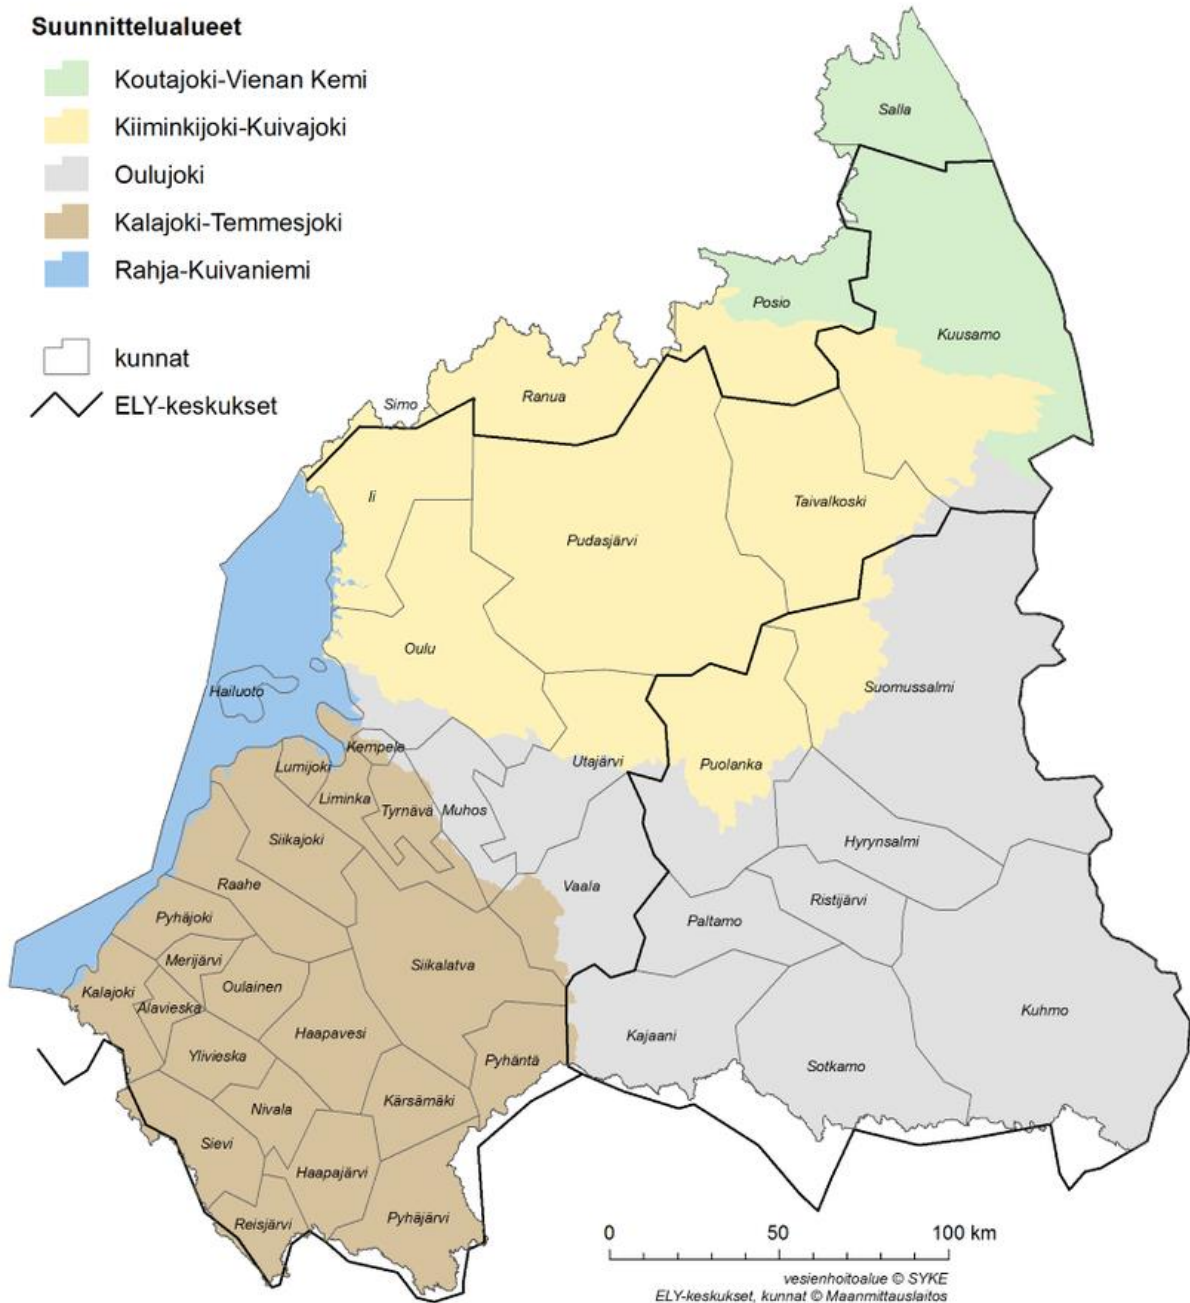 Suunnittelualueet
Koutajoki-Vienan Kemi
Kiiminkijoki-Kuivajoki
Oulujoki
Kalajoki-Temmesjoki
Rahja-Kuivaniemi
kunnat
ELY-keskukset
Salla
Posio
Kuusamo
Ranua
Simo
Ii
Taivalkoski
Pudasjärvi
Oulu
Suomussalmi
Hailuoto
Kempele
Utajärvi
Puolanka
Lumijoki
Liminka
Tyrnävä
Muhos
Siikajoki
Hyrynsalmi
Raahe
Vaala
Ristijärvi
Pyhäjoki
Paltamo
Merijärvi
Siikalatva
Oulainen
Kalajoki
Alavieska
Kuhmo
Haapavesi
Kajaani
Ylivieska
Pyhäntä
Sotkamo
Nivala
Kärsämäki
Sievi
Haapajärvi
Reisjärvi
Pyhäjärvi
0 50 100 km
vesienhoitoalue © SYKE
ELY-keskukset, kunnat © Maanmittauslaitos